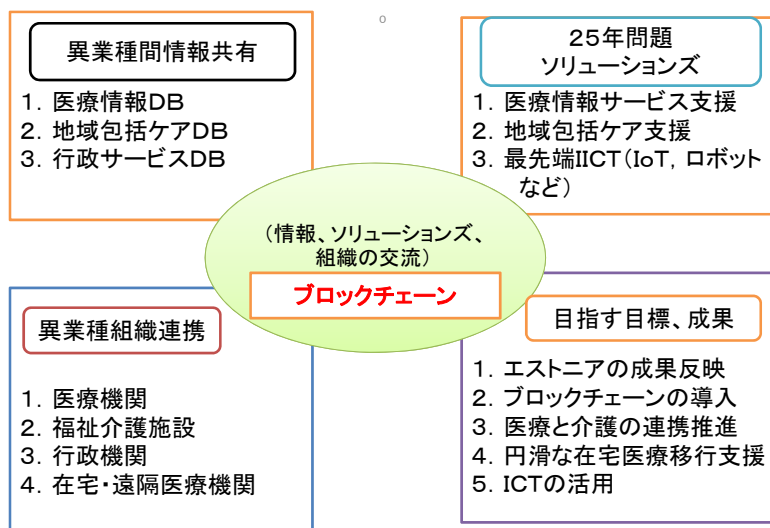 異業種間情報共有
1．医療情報DB
2．地域包括ケアDB
3．行政サービスDB
25年問題
ソリューションズ
1．医療情報サービス支援
2．地域包括ケア支援
3．最先端IICT(IoT，ロボット
など)
(情報、ソリューションズ、
組織の交流)
ブロックチェーン
異業種組織連携
1．医療機関
2．福祉介護施設
3．行政機関
4．在宅・遠隔医療機関
目指す目標、成果
1．エストニアの成果反映
2．ブロックチェーンの導入
3．医療と介護の連携推進
4．円滑な在宅医療移行支援
5．ICTの活用